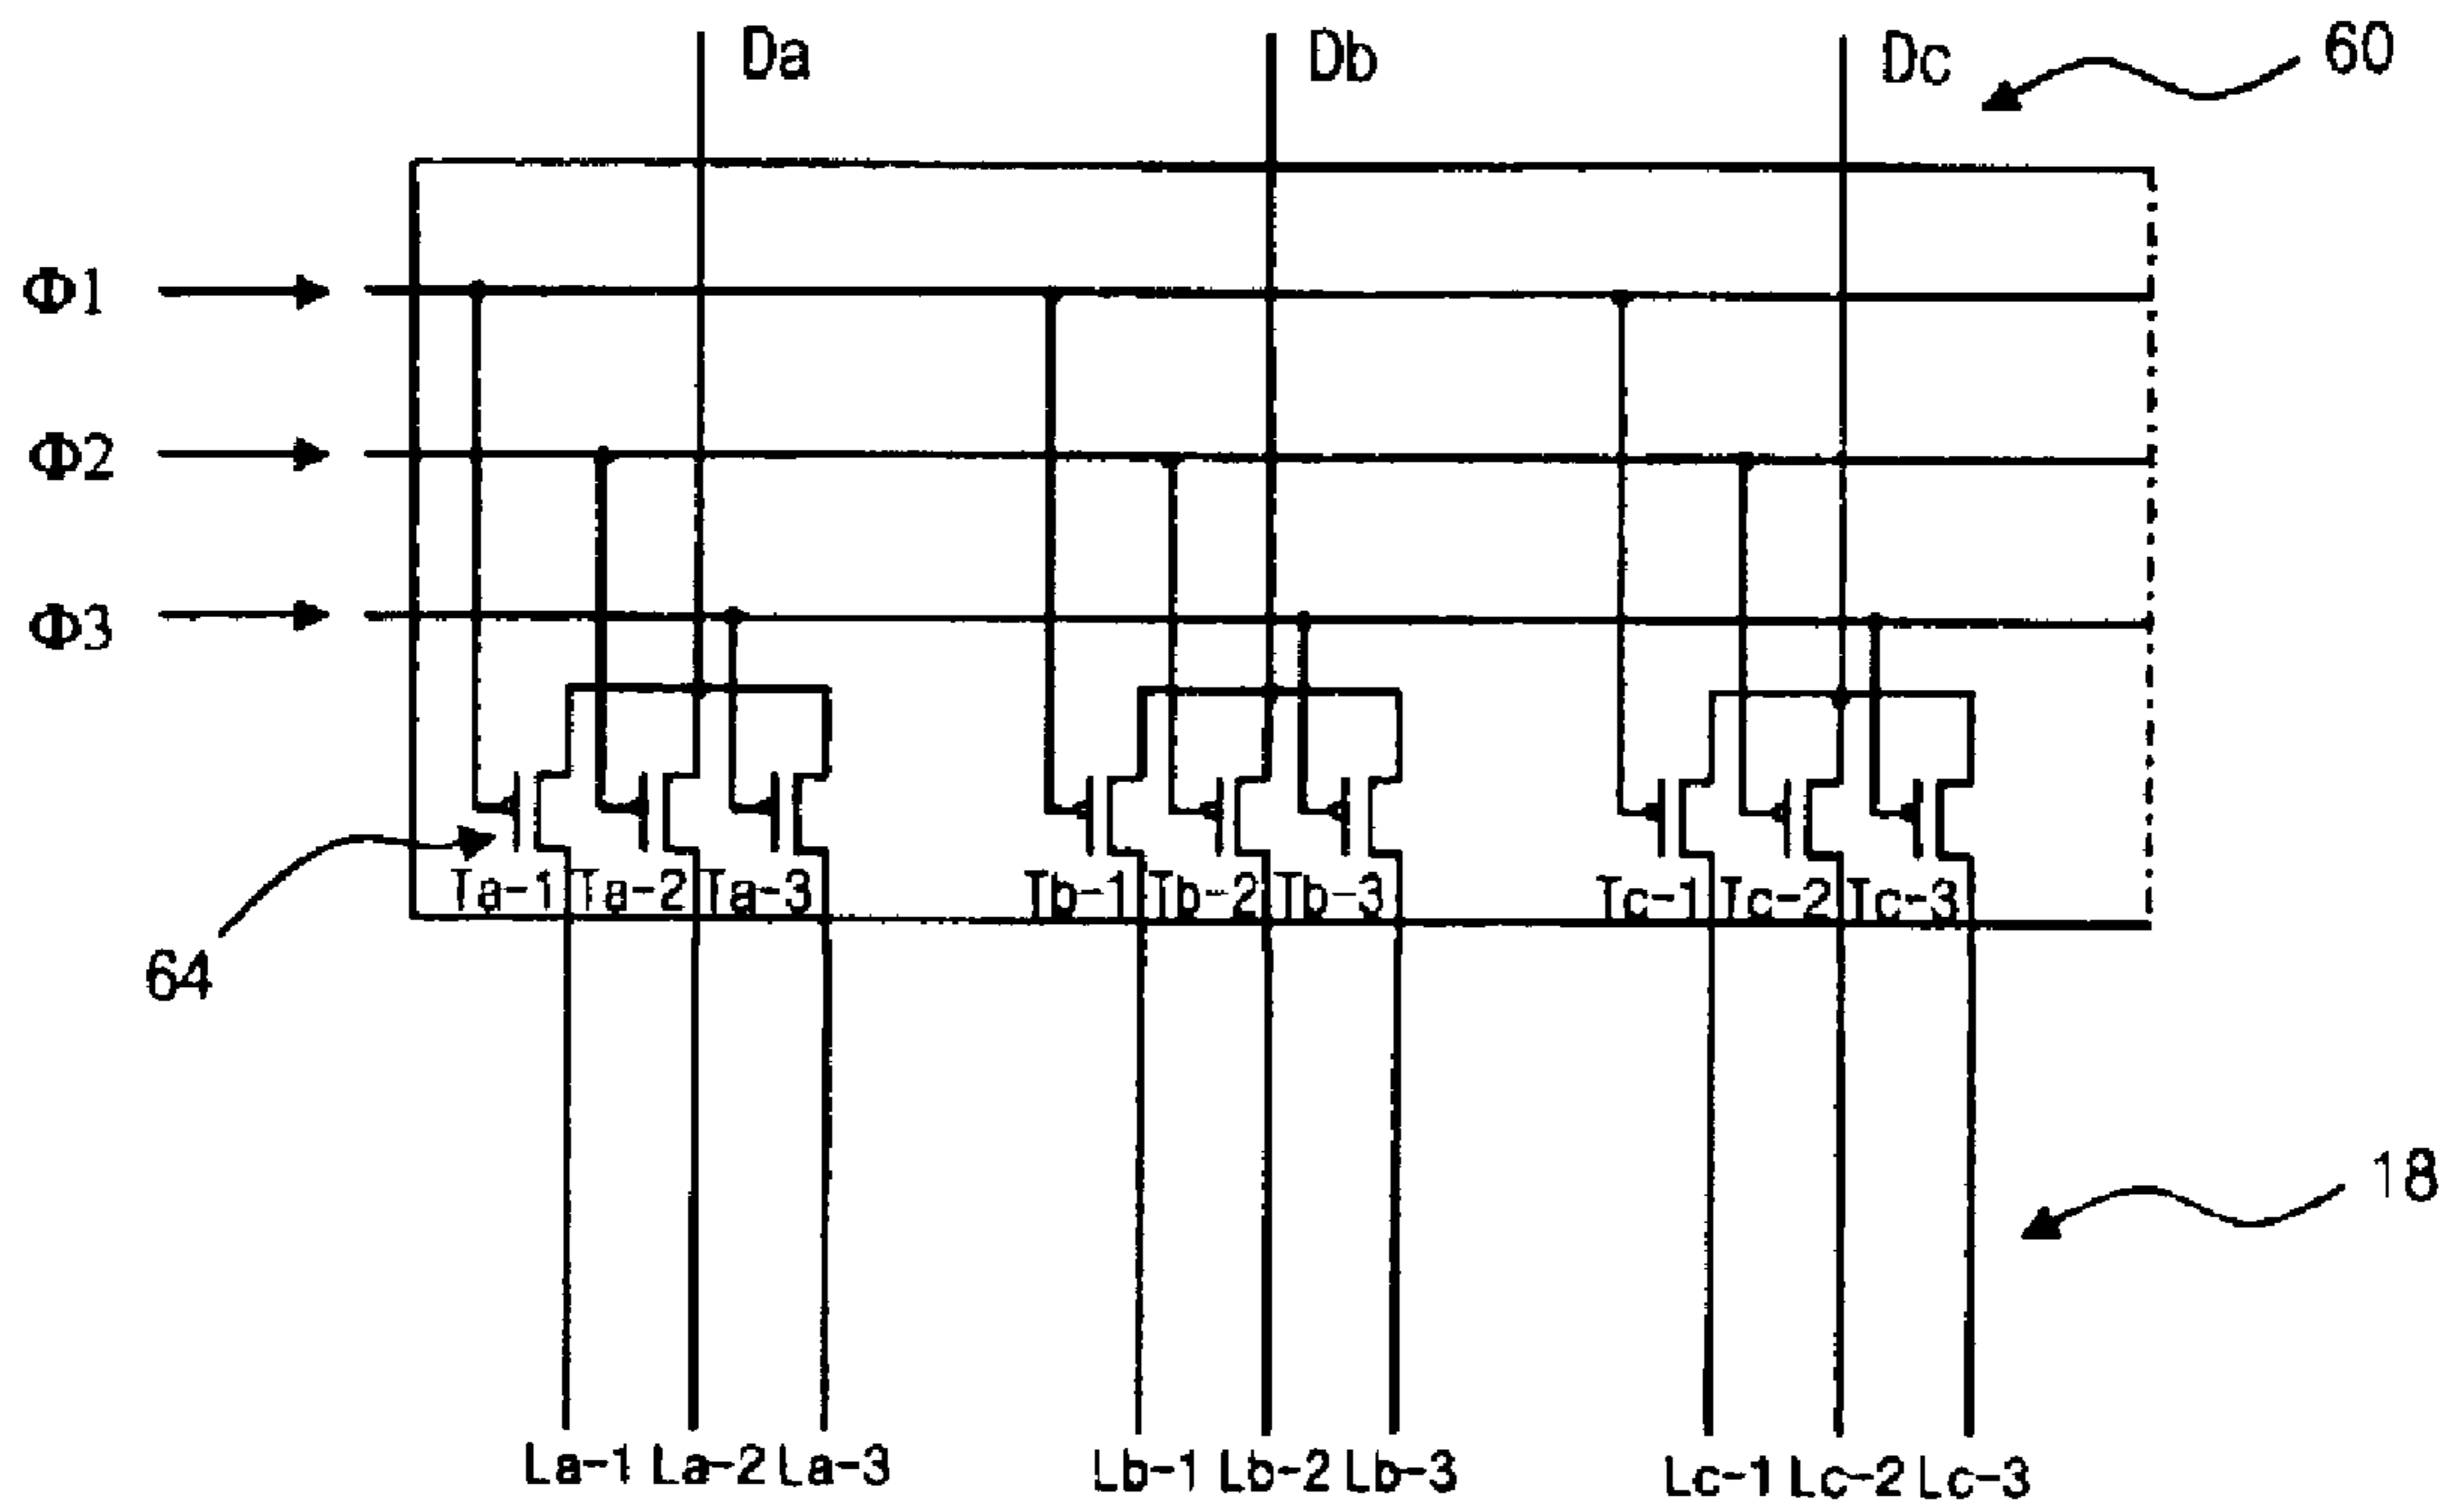 Da Db Dc 60
Φ1
Φ2
Φ3
Ta-1 Ta-2 Ta-3 Tb-1 Tb-2 Tb-3 Tc-1 Tc-2 Tc-3
64
18
La-1 La-2 La-3 Lb-1 Lb-2 Lb-3 Lc-1 Lc-2 Lc-3